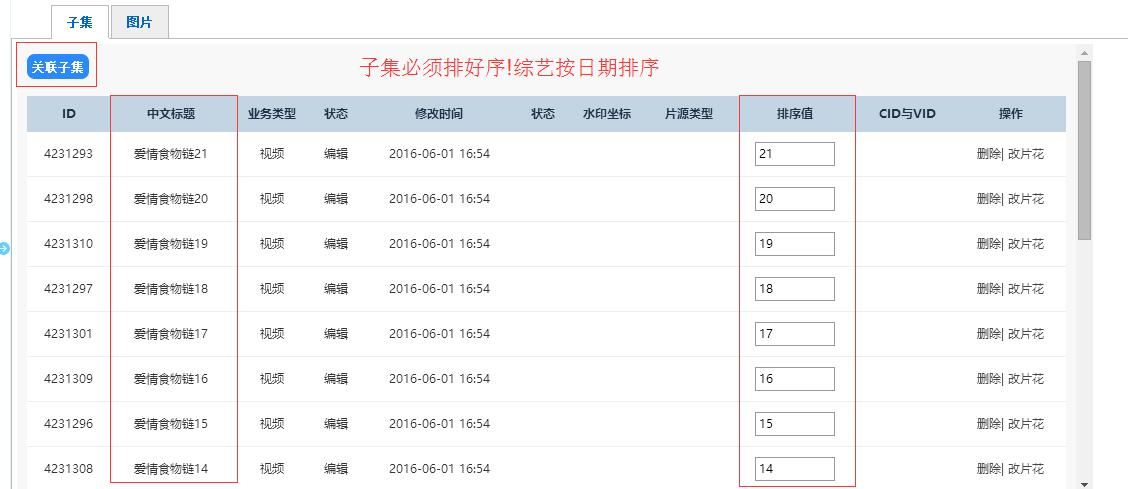 子集 图片
关联子集 子集必须排好序!综艺按日期排序
ID 中文标题 业务类型 状态 修改时间 状态 水印坐标 片源类型 排序值 CID与VID 操作
4231293 爱情食物链21 视频 编辑 2016-06-01 16:54 21 删除| 改片花
4231298 爱情食物链20 视频 编辑 2016-06-01 16:54 20 删除| 改片花
4231310 爱情食物链19 视频 编辑 2016-06-01 16:54 19 删除| 改片花
4231297 爱情食物链18 视频 编辑 2016-06-01 16:54 18 删除| 改片花
4231301 爱情食物链17 视频 编辑 2016-06-01 16:54 17 删除| 改片花
4231309 爱情食物链16 视频 编辑 2016-06-01 16:54 16 删除| 改片花
4231296 爱情食物链15 视频 编辑 2016-06-01 16:54 15 删除| 改片花
4231308 爱情食物链14 视频 编辑 2016-06-01 16:54 14 删除| 改片花